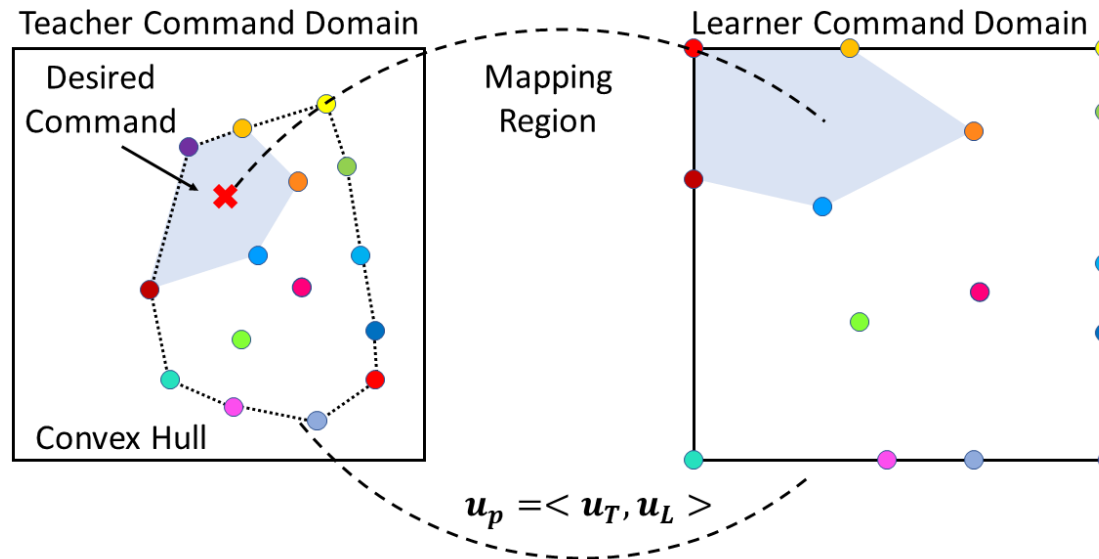 Teacher Command Domain
Learner Command Domain
Desired
Command
Mapping
Region
Convex Hull
u_p =< u_T, u_L >